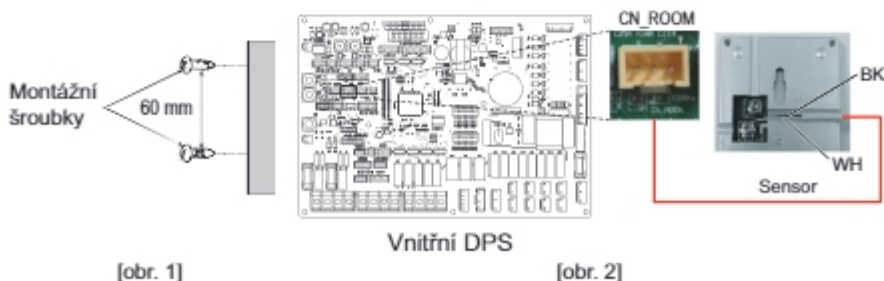 CN_ROOM
BK
Montážní
šroubky
60 mm
WH
Sensor
Vnitřní DPS
[obr. 1]
[obr. 2]